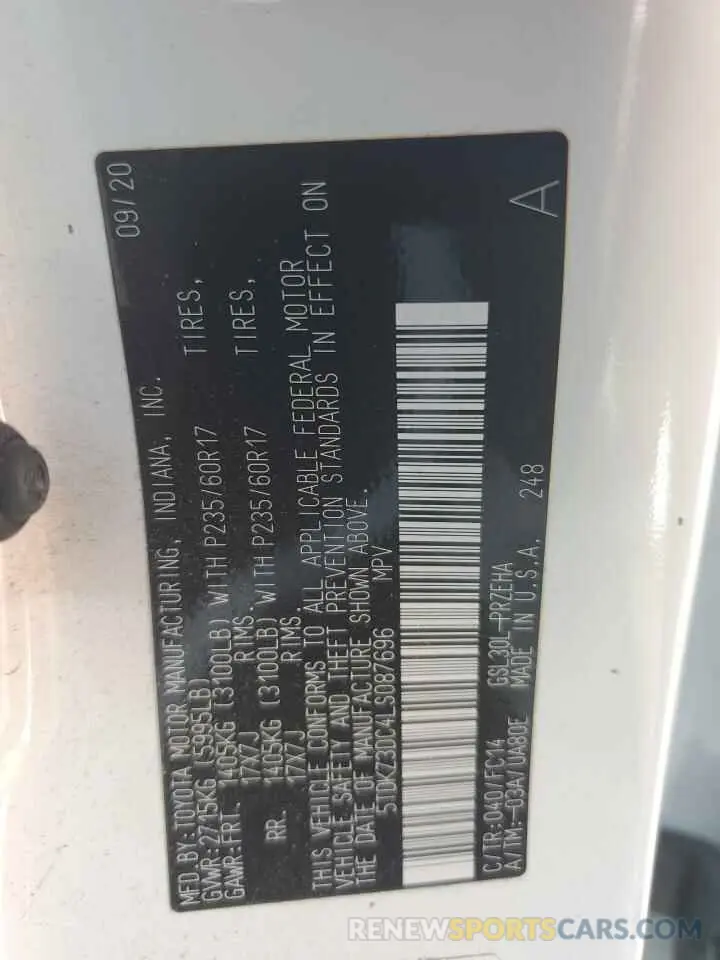 MFD.BY:TOYOTA MOTOR MANUFACTURING, INDIANA, INC. 09/20
GVWR:2715KG (5995LB)
GAWR:FRT. 1405KG (3100LB) WITH P235/60R17 TIRES,
17X7J RIMS
RR. 1405KG (3100LB) WITH P235/60R17 TIRES,
17X7J RIMS.
THIS VEHICLE CONFORMS TO ALL APPLICABLE FEDERAL MOTOR
VEHICLE SAFETY AND THEFT PREVENTION STANDARDS IN EFFECT ON
THE DATE OF MANUFACTURE SHOWN ABOVE.
5TDKZ3DC4LS087696 MPV
C/TR:040/FC14 GSL30L-PRZEHA
A/TM:-03A/UA80E MADE IN U.S.A. 248
A
RENEWSPORTSCARS.COM